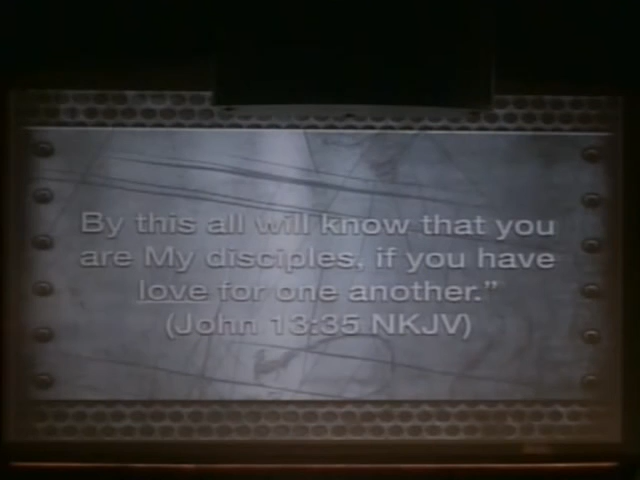 By this all will know that you
are My disciples, if you have
love for one another.”
(John 13:35 NKJV)